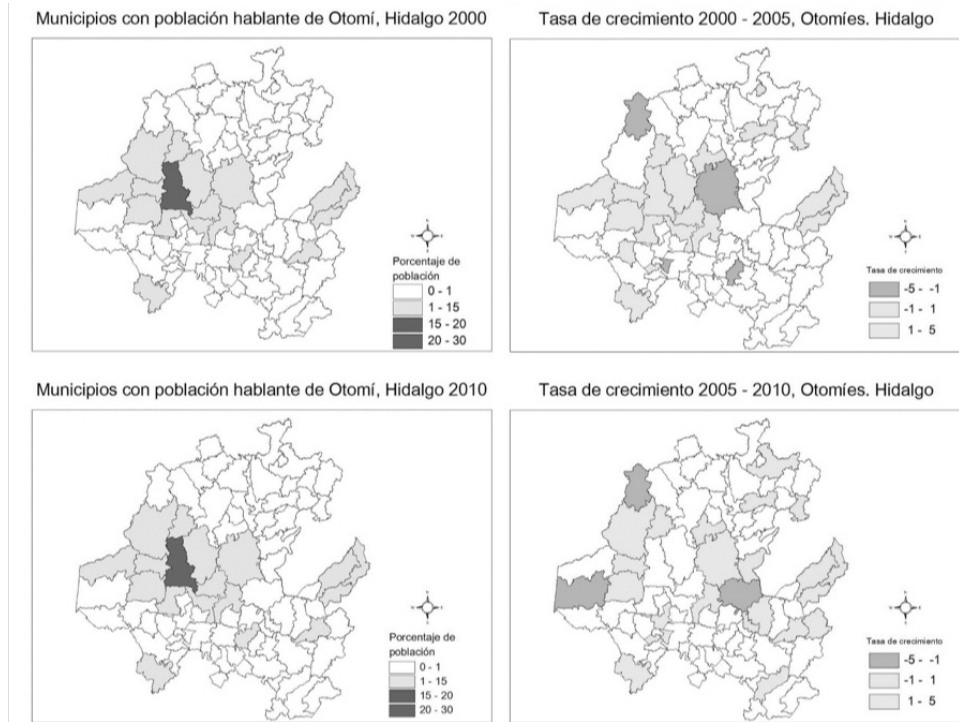 Municipios con población hablante de Otomí, Hidalgo 2000
Porcentaje de
población
0 - 1
1 - 15
15 - 20
20 - 30
Tasa de crecimiento 2000 - 2005, Otomíes. Hidalgo
Tasa de crecimiento
-5 - -1
-1 - 1
1 - 5
Municipios con población hablante de Otomí, Hidalgo 2010
Porcentaje de
población
0 - 1
1 - 15
15 - 20
20 - 30
Tasa de crecimiento 2005 - 2010, Otomíes. Hidalgo
Tasa de crecimiento
-5 - -1
-1 - 1
1 - 5